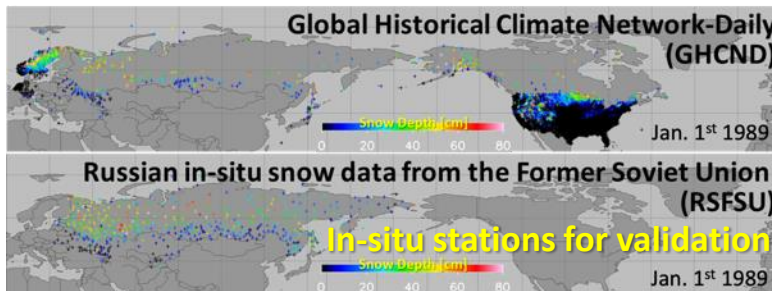 Global Historical Climate Network-Daily
(GHCND)
Snow Depth [cm]
0 20 40 60 80
Jan. 1st 1989
Russian in-situ snow data from the Former Soviet Union
(RSFSU)
In-situ stations for validation
Snow Depth [cm]
0 20 40 60 80
Jan. 1st 1989